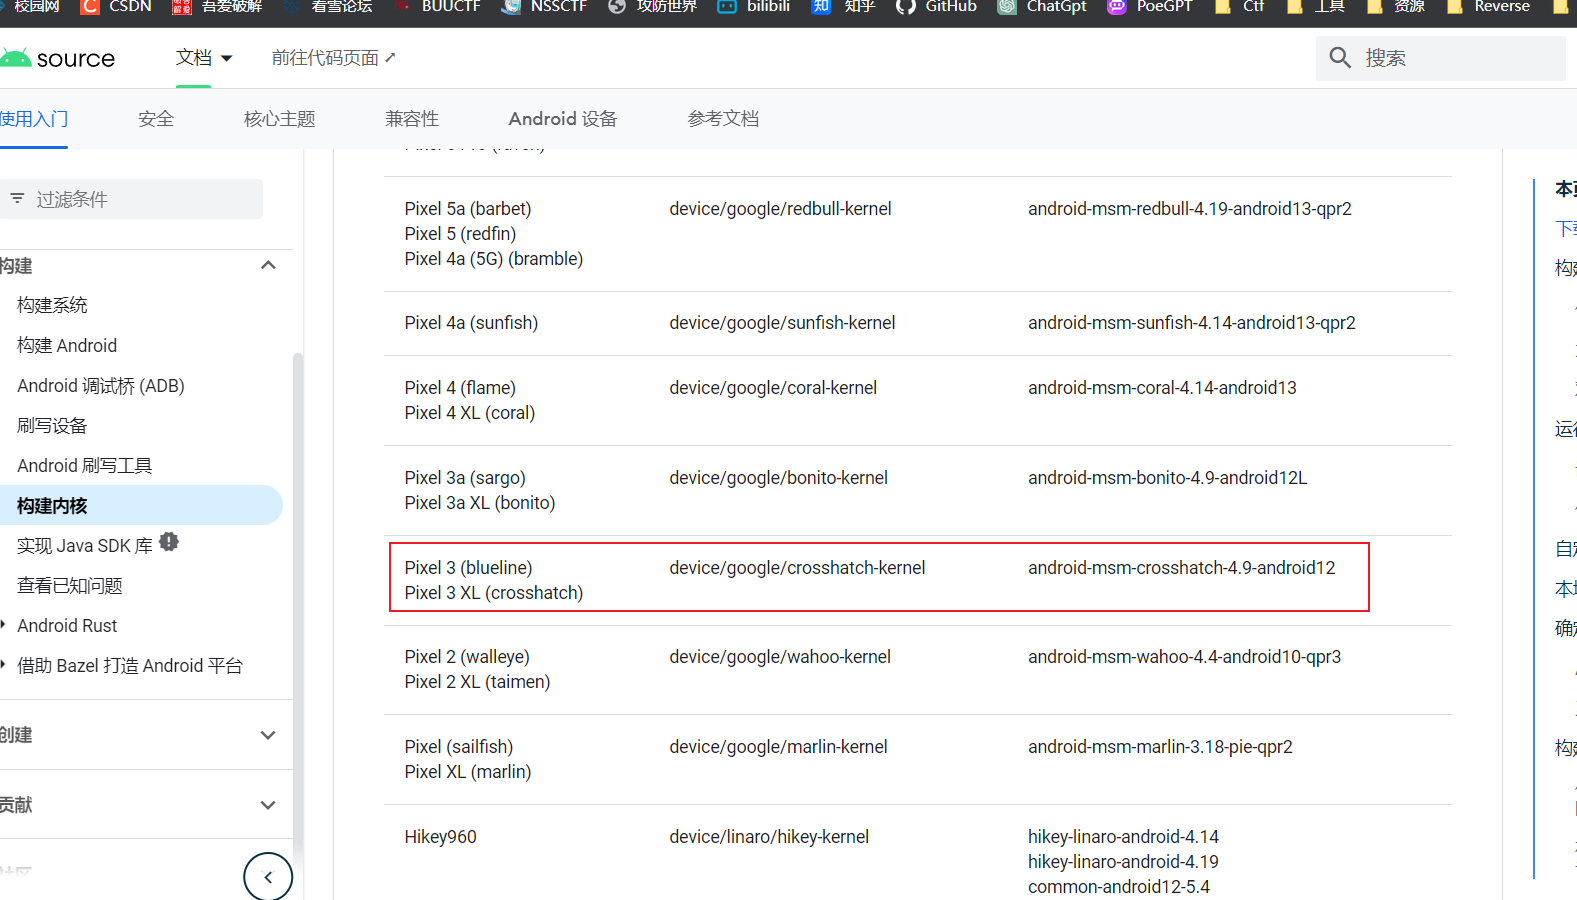 校园网 CSDN 吾爱破解 看雪论坛 BUUCTF NSSCTF 攻防世界 bilibili 知乎 GitHub ChatGpt PoeGPT Ctf 工具 资源 Reverse
source 文档 前往代码页面 搜索
使用入门 安全 核心主题 兼容性 Android 设备 参考文档
过滤条件
构建
构建系统
构建 Android
Android 调试桥 (ADB)
刷写设备
Android 刷写工具
构建内核
实现 Java SDK 库
查看已知问题
Android Rust
借助 Bazel 打造 Android 平台
创建
贡献
Pixel 5a (barbet) device/google/redbull-kernel android-msm-redbull-4.19-android13-qpr2
Pixel 5 (redfin)
Pixel 4a (5G) (bramble)
Pixel 4a (sunfish) device/google/sunfish-kernel android-msm-sunfish-4.14-android13-qpr2
Pixel 4 (flame) device/google/coral-kernel android-msm-coral-4.14-android13
Pixel 4 XL (coral)
Pixel 3a (sargo) device/google/bonito-kernel android-msm-bonito-4.9-android12L
Pixel 3a XL (bonito)
Pixel 3 (blueline) device/google/crosshatch-kernel android-msm-crosshatch-4.9-android12
Pixel 3 XL (crosshatch)
Pixel 2 (walleye) device/google/wahoo-kernel android-msm-wahoo-4.4-android10-qpr3
Pixel 2 XL (taimen)
Pixel (sailfish) device/google/marlin-kernel android-msm-marlin-3.18-pie-qpr2
Pixel XL (marlin)
Hikey960 device/linaro/hikey-kernel hikey-linaro-android-4.14
hikey-linaro-android-4.19
common-android12-5.4
本
下
构
运
自
本
确
构